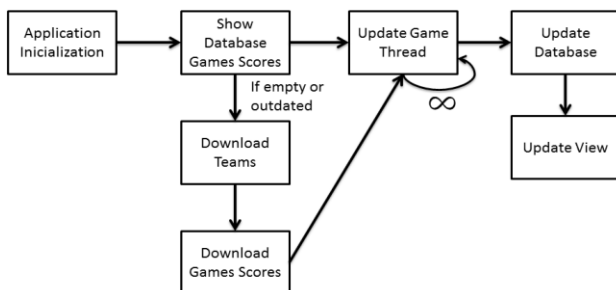 Application
Inicialization
Show
Database
Games Scores
Update Game
Thread
Update
Database
If empty or
outdated
∞
Download
Teams
Update View
Download
Games Scores